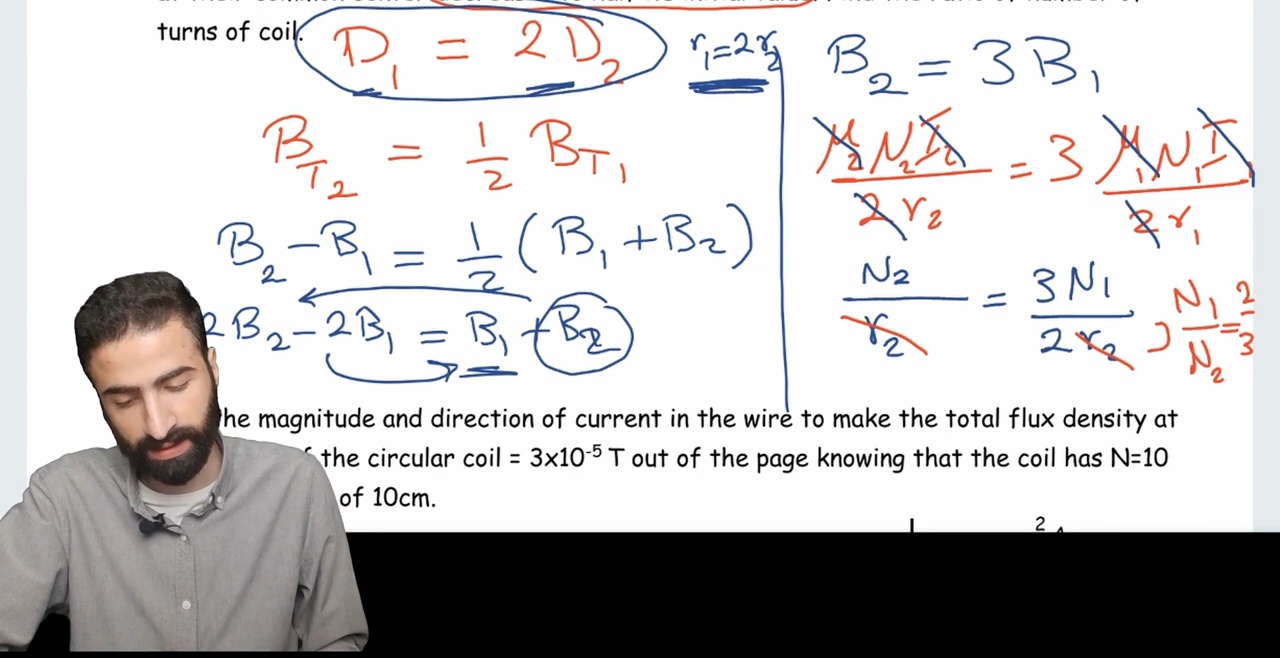 turns of coil.
D₁ = 2D₂
r₁=2r₂
B_T₂ = 1/2 B_T₁
B₂ - B₁ = 1/2 (B₁ + B₂)
2B₂ - 2B₁ = B₁ + B₂
B₂ = 3B₁
μ₂N₂I₂/2r₂ = 3 μ₁N₁I₁/2r₁
N₂/r₂ = 3N₁/2r₂ , N₁/N₂ = 2/3
he magnitude and direction of current in the wire to make the total flux density at
the circular coil = 3x10⁻⁵ T out of the page knowing that the coil has N=10
of 10cm.
2